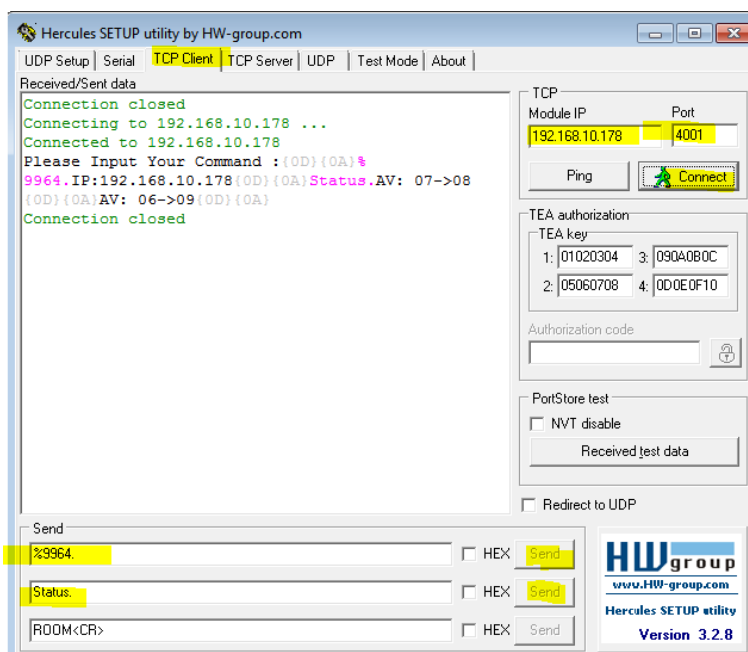 Hercules SETUP utility by HW-group.com
UDP Setup Serial TCP Client TCP Server UDP Test Mode About
Received/Sent data
Connection closed
Connecting to 192.168.10.178 ...
Connected to 192.168.10.178
Please Input Your Command :{0D}{0A}%
9964.IP:192.168.10.178{0D}{0A}Status.AV: 07->08
{0D}{0A}AV: 06->09{0D}{0A}
Connection closed
TCP
Module IP Port
192.168.10.178 4001
Ping Connect
TEA authorization
TEA key
1: 01020304 3: 090A0B0C
2: 05060708 4: 0D0E0F10
Authorization code
PortStore test
NVT disable
Received test data
Redirect to UDP
Send
%9964. HEX Send
Status. HEX Send
ROOM<CR> HEX Send
HW group
www.HW-group.com
Hercules SETUP utility
Version 3.2.8